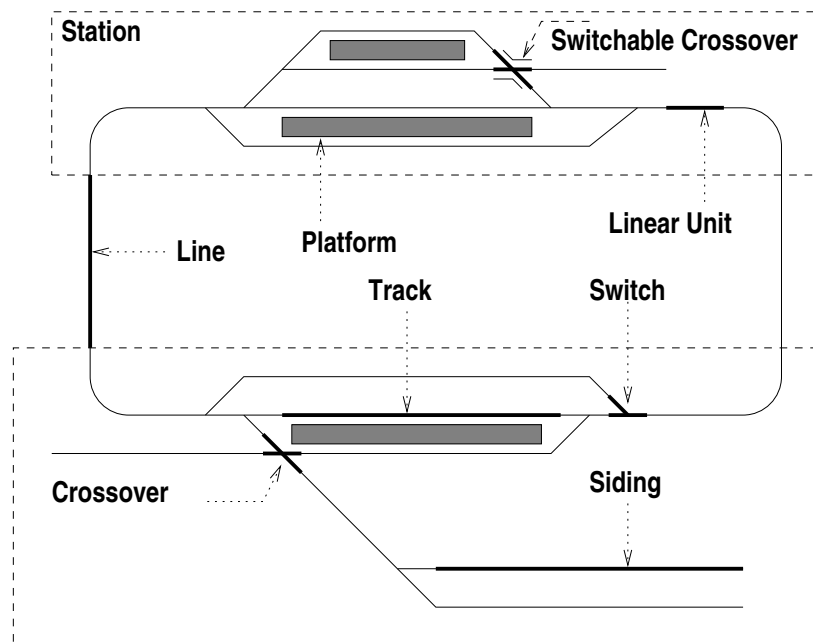 Station
Switchable Crossover
Linear Unit
Platform
Line
Track
Switch
Crossover
Siding